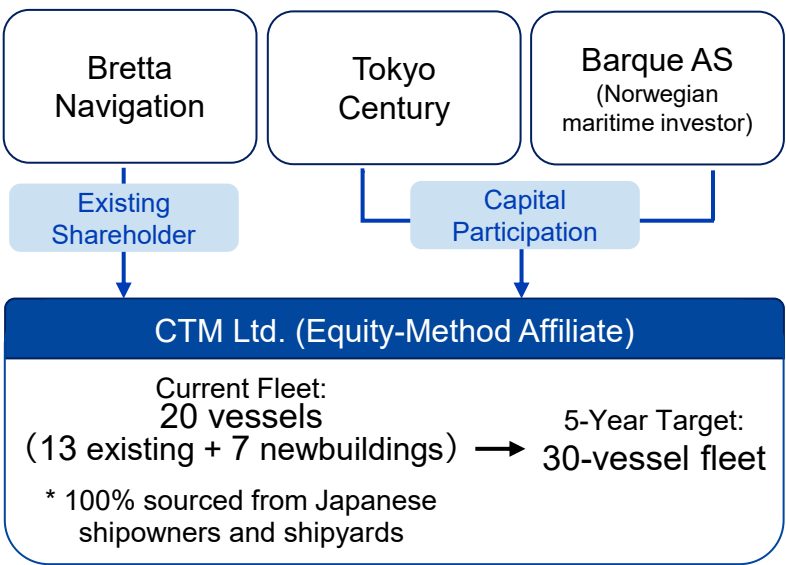 Bretta
Navigation
Tokyo
Century
Barque AS
(Norwegian
maritime investor)
Existing
Shareholder
Capital
Participation
CTM Ltd. (Equity-Method Affiliate)
Current Fleet:
20 vessels
（13 existing + 7 newbuildings）
* 100% sourced from Japanese
shipowners and shipyards
5-Year Target:
30-vessel fleet